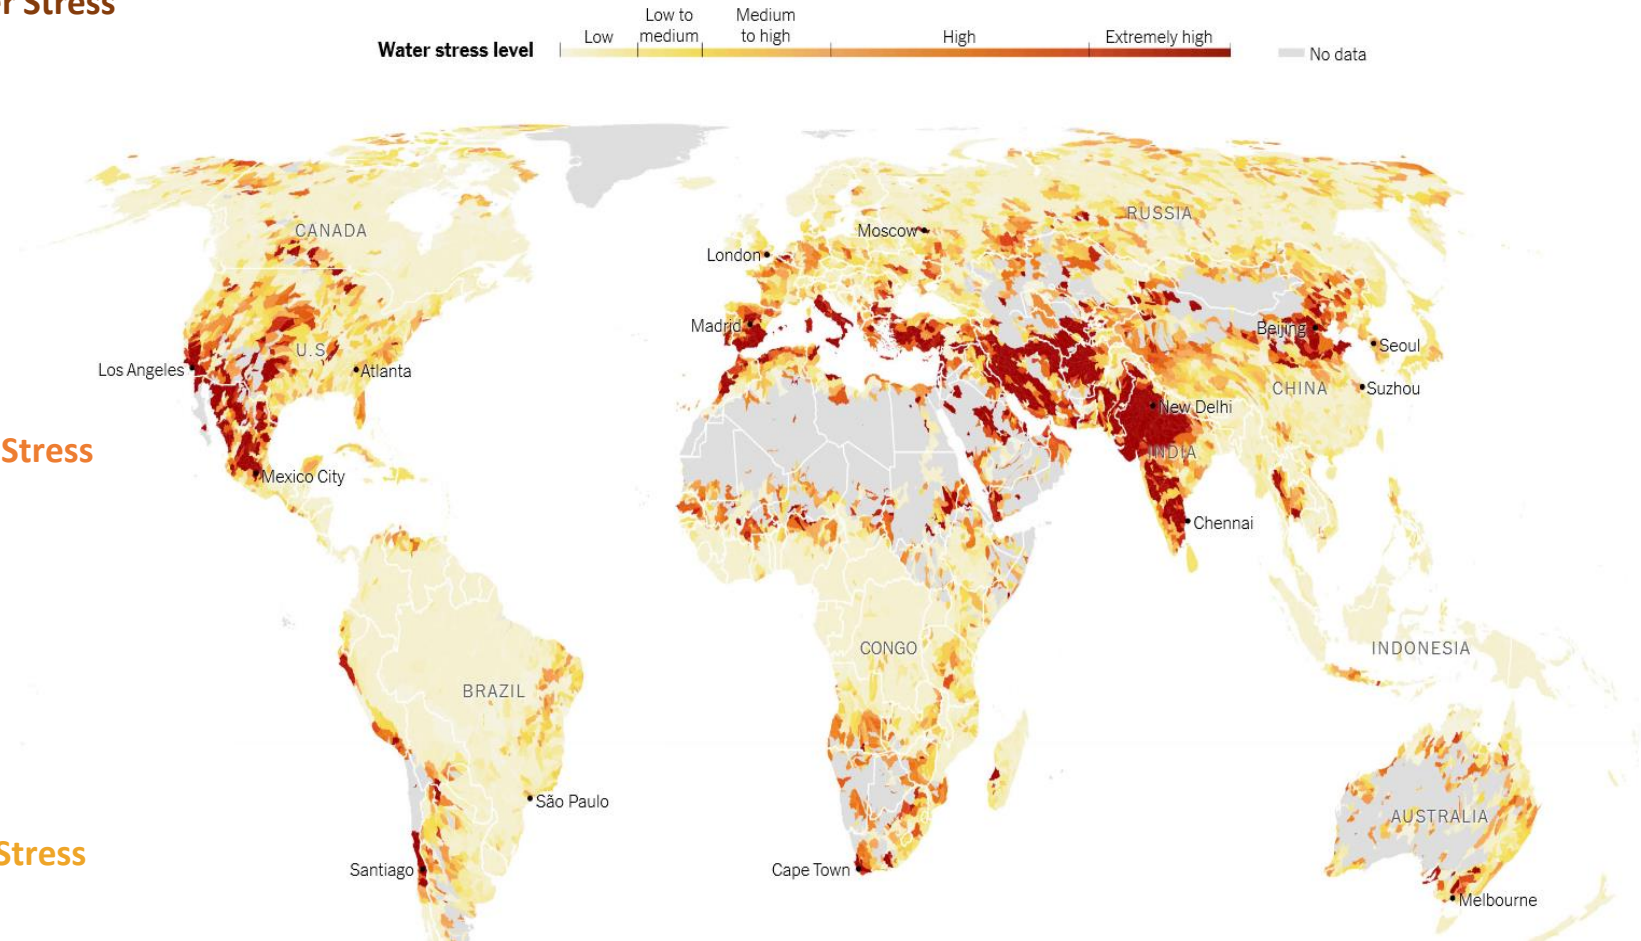 Stress
Low to
medium
Medium
to high
Low
High
Extremely high
Water stress level
No data
RUSSIA
CANADA
Moscow
London
Madrid
Beijing
Seoul
U.S.
Los Angeles
Atlanta
CHINA
Suzhou
New Delhi
INDIA
Stress
Mexico City
Chennai
CONGO
INDONESIA
BRAZIL
São Paulo
AUSTRALIA
Stress
Santiago
Cape Town
Melbourne